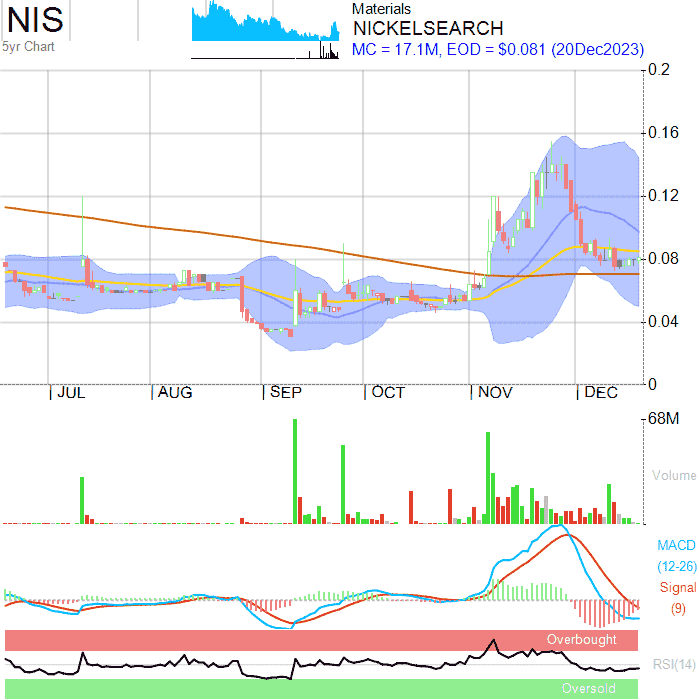 NIS
5yr Chart
Materials
NICKELSEARCH
MC = 17.1M, EOD = $0.081 (20Dec2023)
0.2
0.16
0.12
0.08
0.04
0
JUL AUG SEP OCT NOV DEC
68M
Volume
MACD
(12-26)
Signal
(9)
Overbought
RSI(14)
Oversold